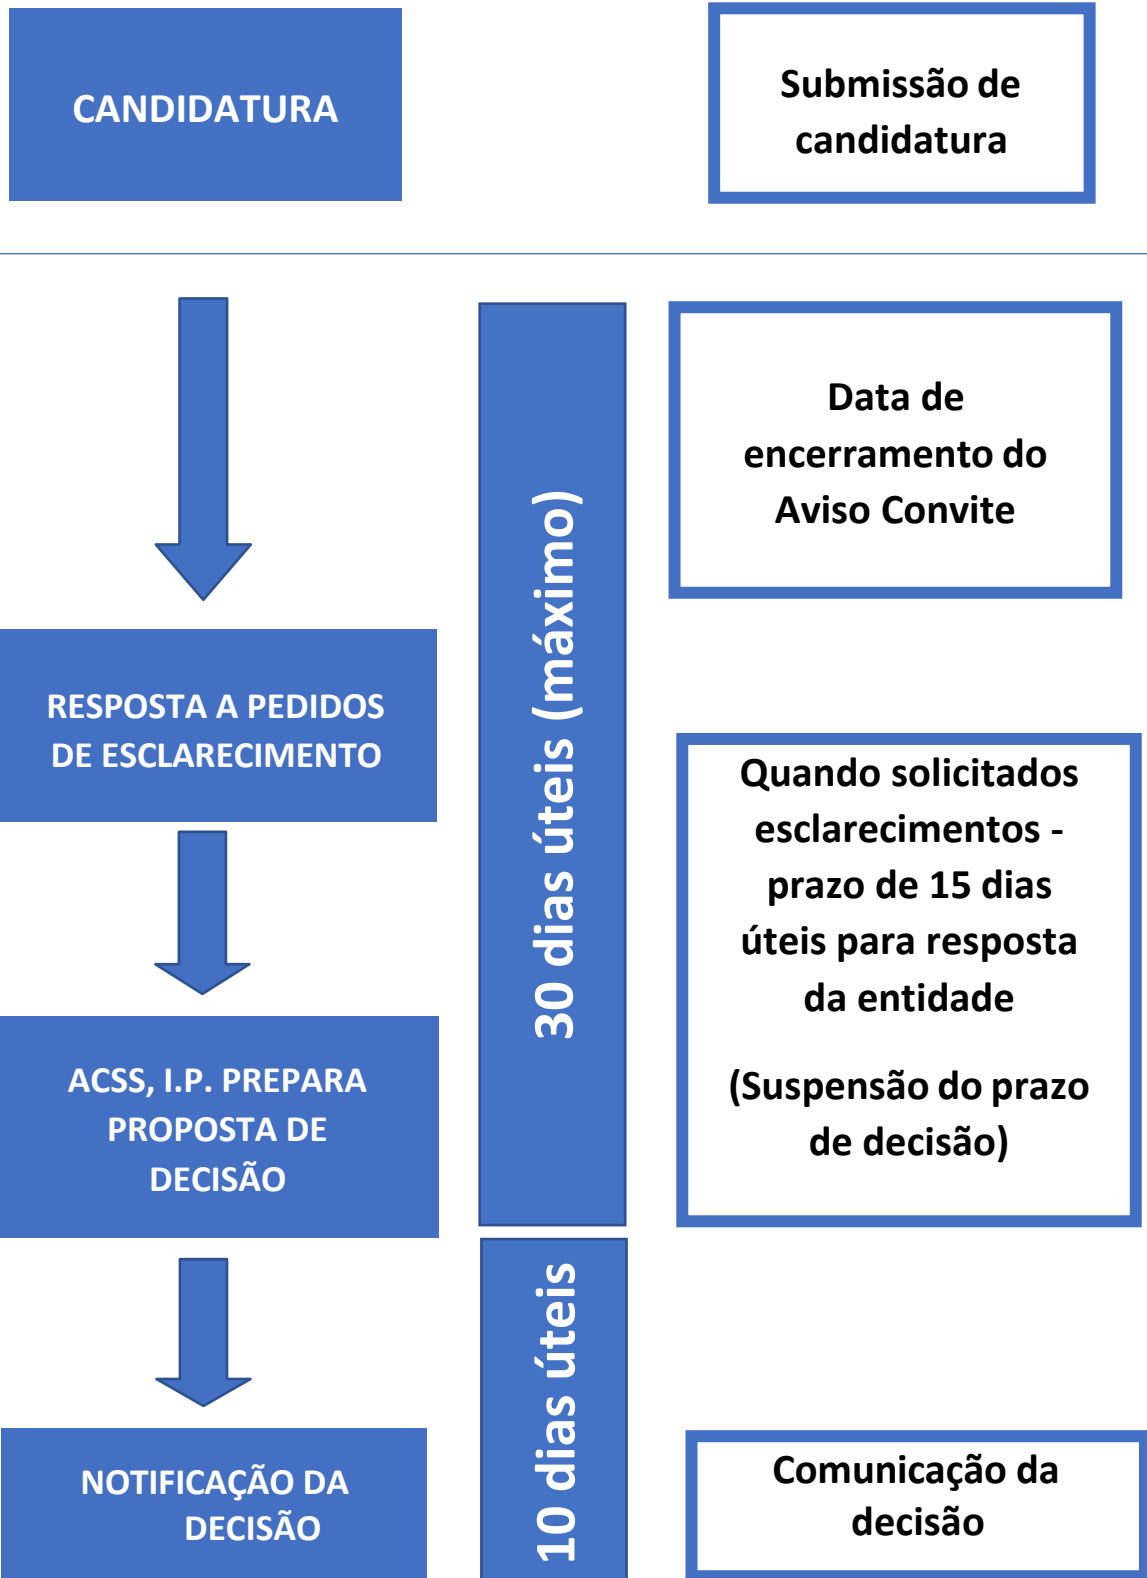 CANDIDATURA
Submissão de
candidatura
Data de
encerramento do
Aviso Convite
30 dias úteis (máximo)
RESPOSTA A PEDIDOS
DE ESCLARECIMENTO
Quando solicitados
esclarecimentos -
prazo de 15 dias
úteis para resposta
da entidade
(Suspensão do prazo
de decisão)
ACSS, I.P. PREPARA
PROPOSTA DE
DECISÃO
10 dias úteis
NOTIFICAÇÃO DA
DECISÃO
Comunicação da
decisão